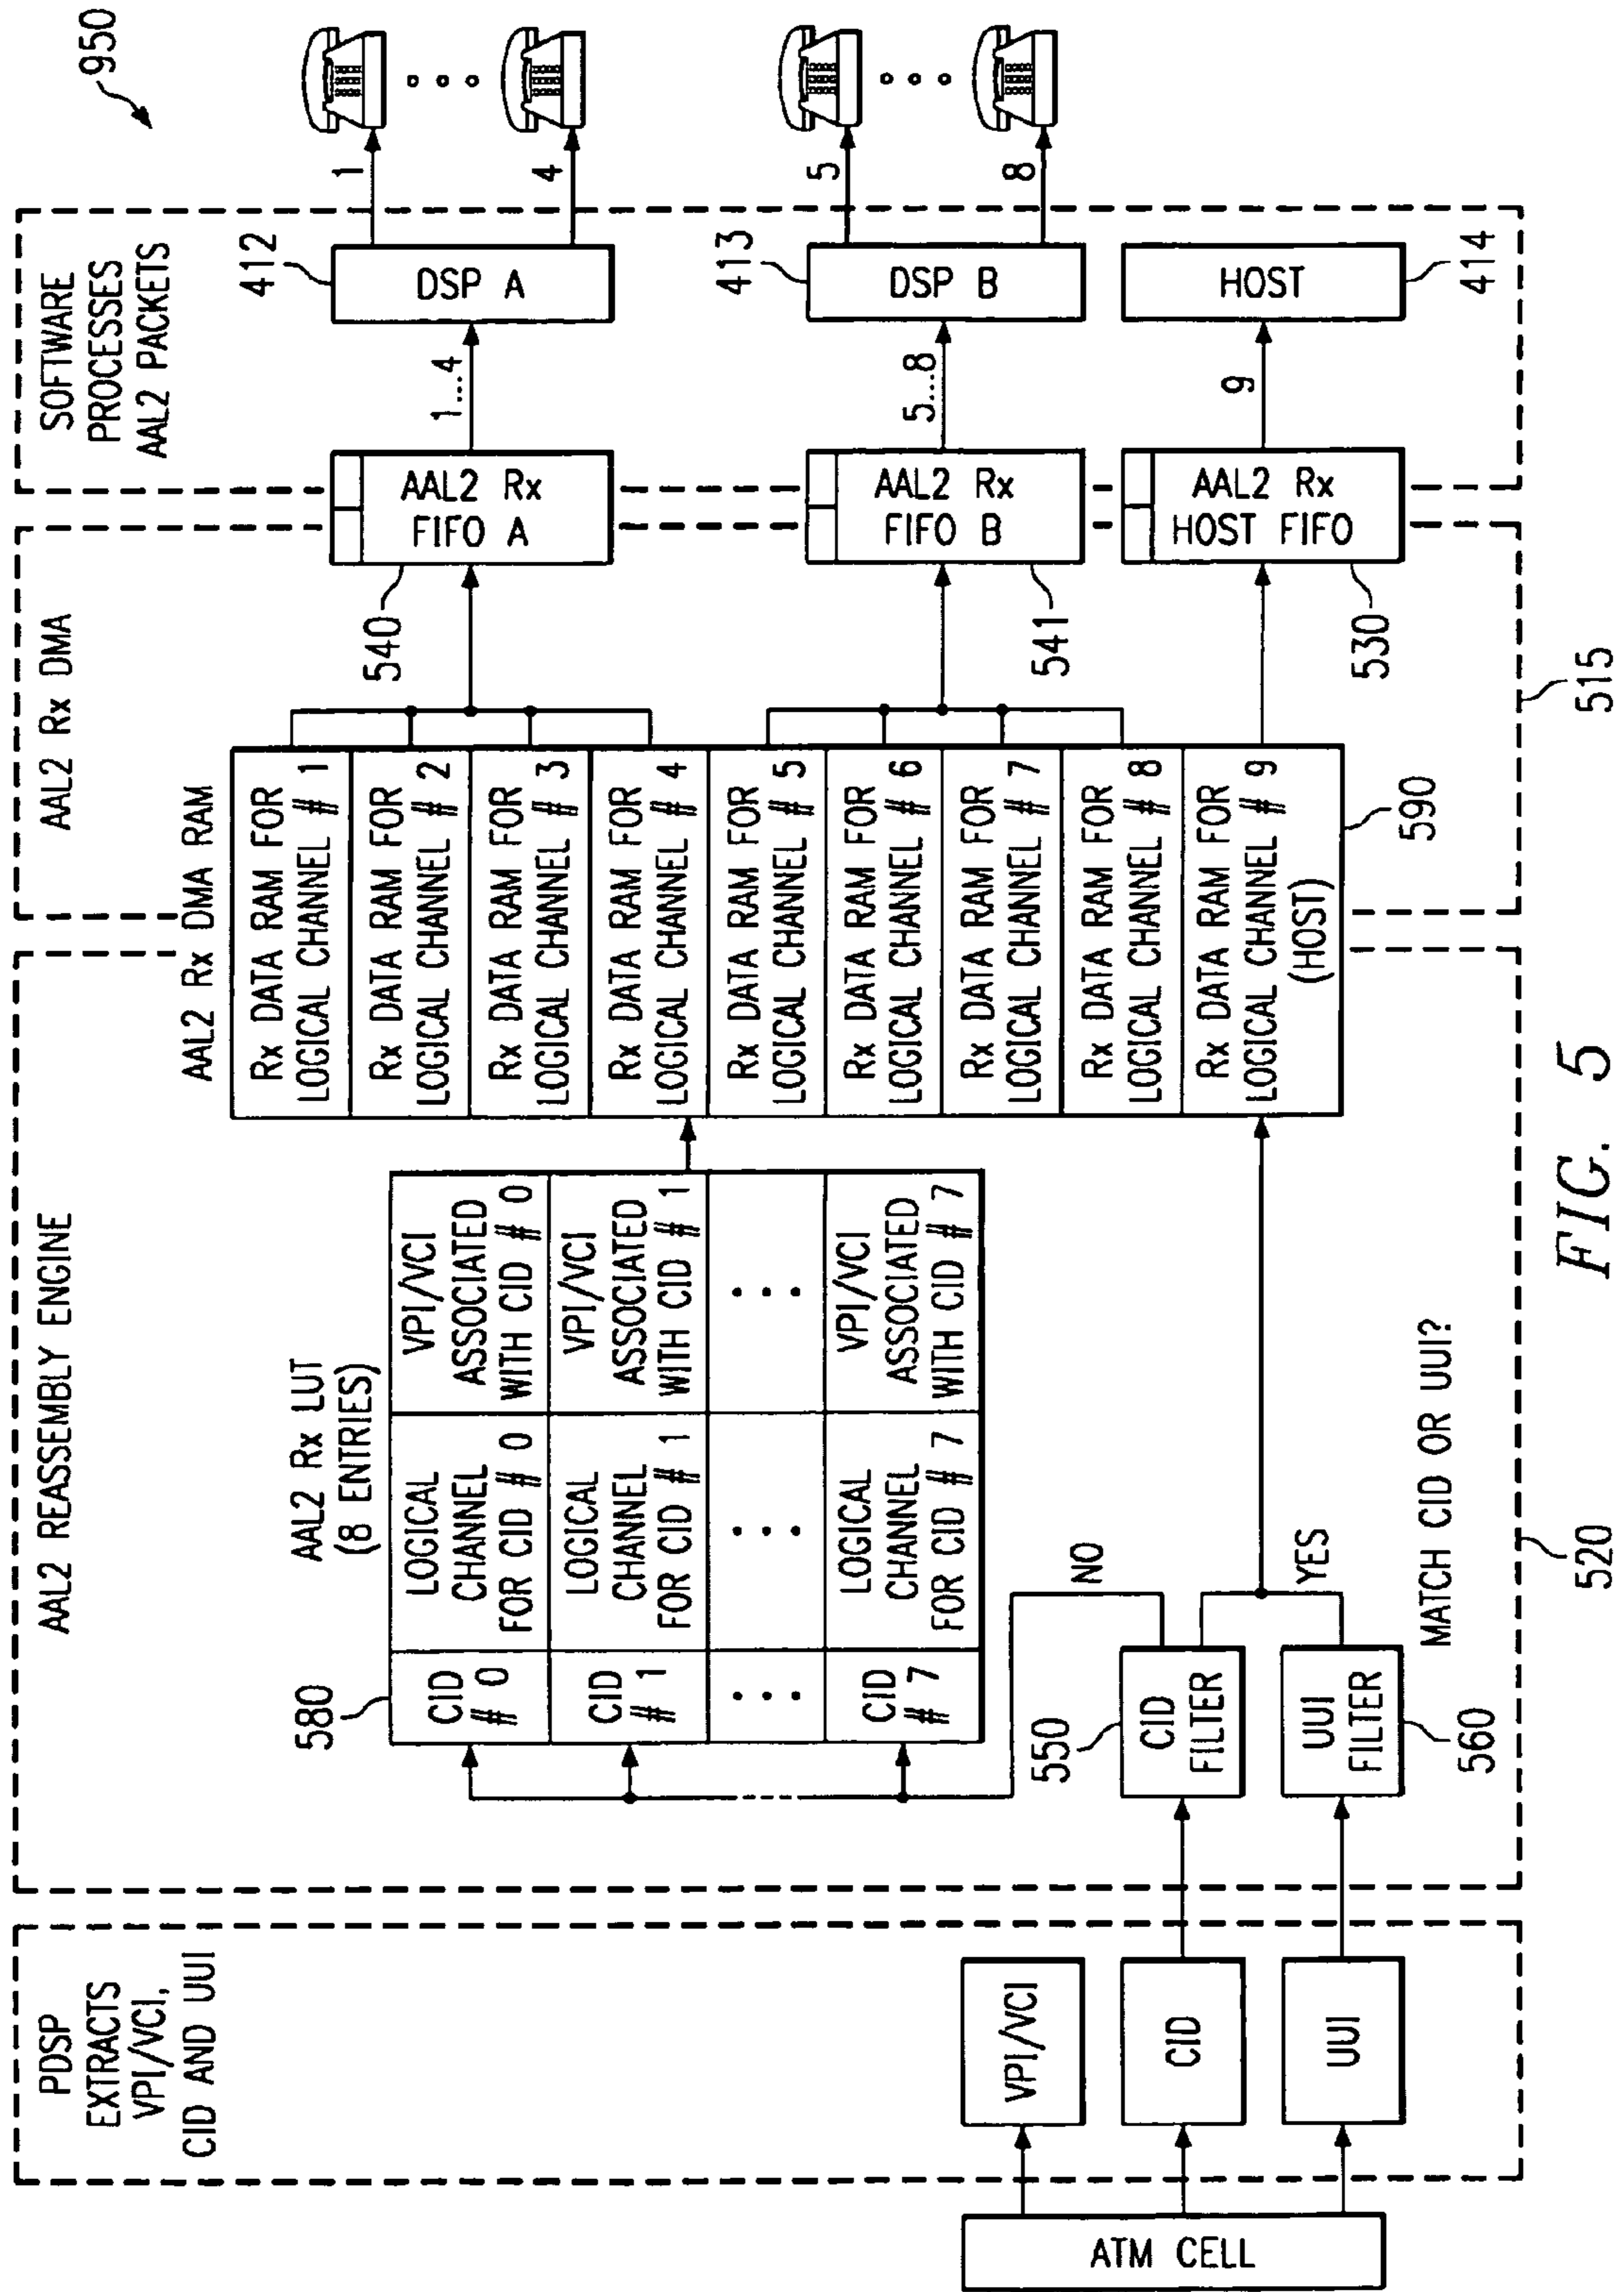 950
PDSP
EXTRACTS
VPI/VCI,
CID AND UUI
AAL2 REASSEMBLY ENGINE
AAL2 Rx DMA
SOFTWARE
PROCESSES
AAL2 PACKETS
ATM CELL
VPI/VCI
CID
UUI
580
AAL2 Rx LUT
(8 ENTRIES)
CID
# 0
LOGICAL
CHANNEL
FOR CID # 0
VPI/VCI
ASSOCIATED
WITH CID # 0
CID
# 1
LOGICAL
CHANNEL
FOR CID # 1
VPI/VCI
ASSOCIATED
WITH CID # 1
CID
# 7
LOGICAL
CHANNEL
FOR CID # 7
VPI/VCI
ASSOCIATED
WITH CID # 7
550
CID
FILTER
NO
UUI
FILTER
560
YES
MATCH CID OR UUI?
520
AAL2 Rx DMA RAM
Rx DATA RAM FOR
LOGICAL CHANNEL # 1
Rx DATA RAM FOR
LOGICAL CHANNEL # 2
Rx DATA RAM FOR
LOGICAL CHANNEL # 3
Rx DATA RAM FOR
LOGICAL CHANNEL # 4
Rx DATA RAM FOR
LOGICAL CHANNEL # 5
Rx DATA RAM FOR
LOGICAL CHANNEL # 6
Rx DATA RAM FOR
LOGICAL CHANNEL # 7
Rx DATA RAM FOR
LOGICAL CHANNEL # 8
Rx DATA RAM FOR
LOGICAL CHANNEL # 9
(HOST)
590
540
AAL2 Rx
FIFO A
541
AAL2 Rx
FIFO B
530
AAL2 Rx
HOST FIFO
515
1...4
412
DSP A
1
4
5...8
413
DSP B
5
8
9
HOST
414
FIG. 5